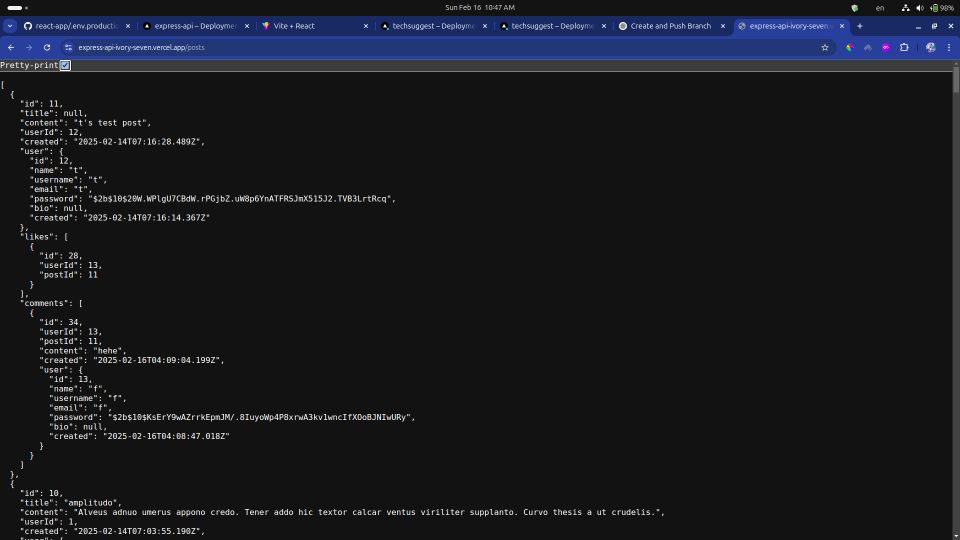 Sun Feb 16 10:47 AM
en
98%
react-app/.env.producti
express-api – Deploymen
Vite + React
techsuggest – Deployme
techsuggest – Deployme
Create and Push Branch
express-api-ivory-seven.
express-api-ivory-seven.vercel.app/posts
Pretty-print
[
{
"id": 11,
"title": null,
"content": "t's test post",
"userId": 12,
"created": "2025-02-14T07:16:28.489Z",
"user": {
"id": 12,
"name": "t",
"username": "t",
"email": "t",
"password": "$2b$10$20W.WPlgU7CBdW.rPGjbZ.uW8p6YnATFRSJmX515J2.TVB3LrtRcq",
"bio": null,
"created": "2025-02-14T07:16:14.367Z"
},
"likes": [
{
"id": 28,
"userId": 13,
"postId": 11
}
],
"comments": [
{
"id": 34,
"userId": 13,
"postId": 11,
"content": "hehe",
"created": "2025-02-16T04:09:04.199Z",
"user": {
"id": 13,
"name": "f",
"username": "f",
"email": "f",
"password": "$2b$10$KsErY9wAZrrkEpmJM/.8IuyoWp4P8xrwA3kv1wncIfXOoBJNIwURy",
"bio": null,
"created": "2025-02-16T04:08:47.018Z"
}
}
]
},
{
"id": 10,
"title": "amplitudo",
"content": "Alveus adnuo umerus appono credo. Tener addo hic textor calcar ventus viriliter supplanto. Curvo thesis a ut crudelis.",
"userId": 1,
"created": "2025-02-14T07:03:55.190Z",
"user": {